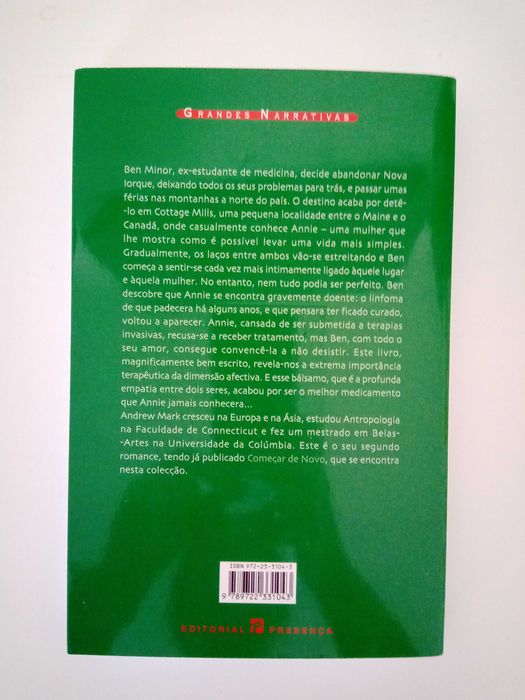 GRANDES NARRATIVAS
Ben Minor, ex-estudante de medicina, decide abandonar Nova
Iorque, deixando todos os seus problemas para trás, e passar umas
férias nas montanhas a norte do país. O destino acaba por detê-
-lo em Cottage Mills, uma pequena localidade entre o Maine e o
Canadá, onde casualmente conhece Annie – uma mulher que
lhe mostra como é possível levar uma vida mais simples.
Gradualmente, os laços entre ambos vão-se estreitando e Ben
começa a sentir-se cada vez mais intimamente ligado àquele lugar
e àquela mulher. No entanto, nem tudo podia ser perfeito. Ben
descobre que Annie se encontra gravemente doente: o linfoma
de que padecera há alguns anos, e que pensara ter ficado curado,
voltou a aparecer. Annie, cansada de ser submetida a terapias
invasivas, recusa-se a receber tratamento, mas Ben, com todo o
seu amor, consegue convencê-la a não desistir. Este livro,
magnificamente bem escrito, revela-nos a extrema importância
terapêutica da dimensão afectiva. E esse bálsamo, que é a profunda
empatia entre dois seres, acabou por ser o melhor medicamento
que Annie jamais conhecera...
Andrew Mark cresceu na Europa e na Ásia, estudou Antropologia
na Faculdade de Connecticut e fez um mestrado em Belas-
-Artes na Universidade da Colúmbia. Este é o seu segundo
romance, tendo já publicado Começar de Novo, que se encontra
nesta colecção.
ISBN 972-23-3104-3
9 789722 331043
EDITORIAL P PRESENÇA